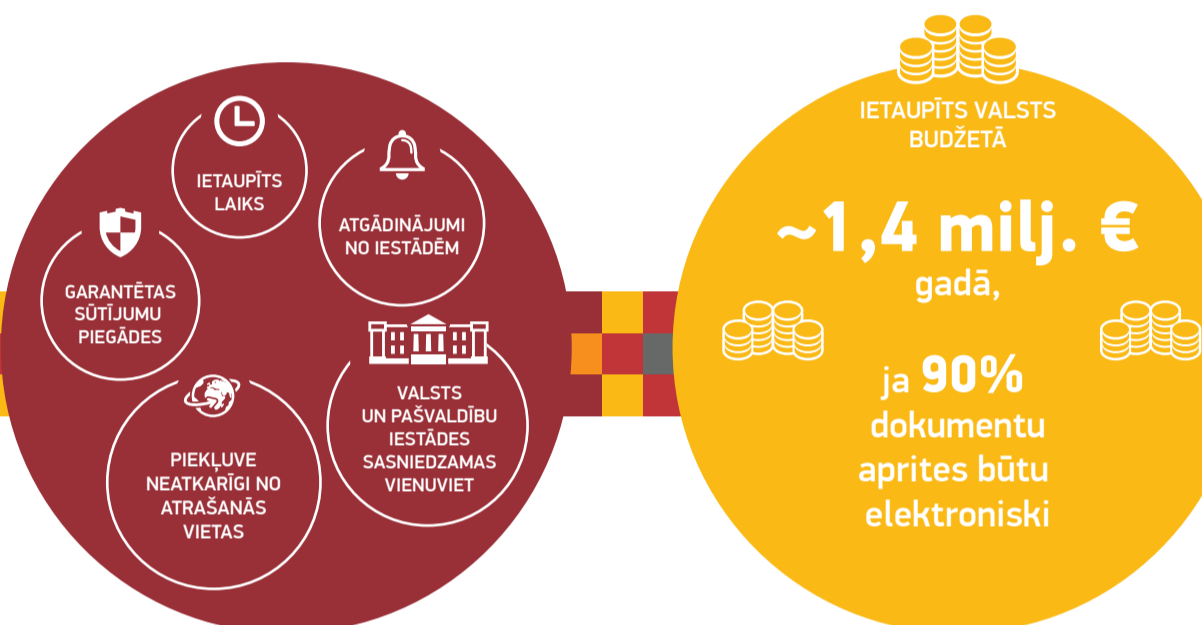 IETAUPĪTS
LAIKS
ATGĀDINĀJUMI
NO IESTĀDĒM
GARANTĒTAS
SŪTĪJUMU
PIEGĀDES
VALSTS
UN PAŠVALDĪBU
IESTĀDES
SASNIEDZAMAS
VIENUVIET
PIEKĻUVE
NEATKARĪGI NO
ATRAŠANĀS
VIETAS
IETAUPĪTS VALSTS
BUDŽETĀ
~1,4 milj. €
gadā,
ja 90%
dokumentu
aprites būtu
elektroniski